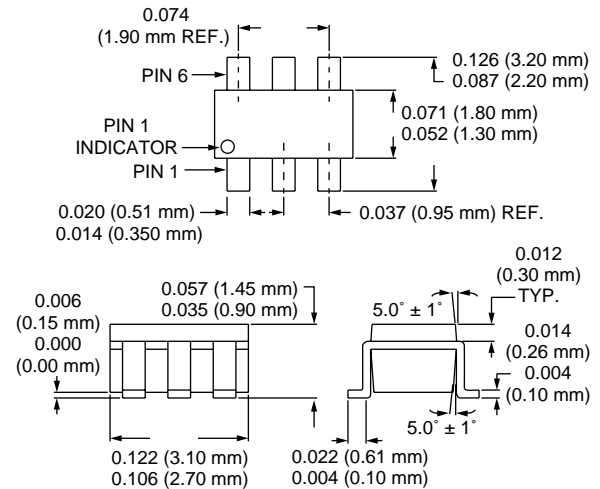 0.074
(1.90 mm REF.)
PIN 6
0.126 (3.20 mm)
0.087 (2.20 mm)
0.071 (1.80 mm)
0.052 (1.30 mm)
PIN 1
INDICATOR
PIN 1
0.020 (0.51 mm)
0.014 (0.350 mm)
0.037 (0.95 mm) REF.
0.006
(0.15 mm)
0.000
(0.00 mm)
0.057 (1.45 mm)
0.035 (0.90 mm)
5.0° ± 1°
0.012
(0.30 mm)
TYP.
0.014
(0.26 mm)
0.004
(0.10 mm)
5.0° ± 1°
0.122 (3.10 mm)
0.106 (2.70 mm)
0.022 (0.61 mm)
0.004 (0.10 mm)